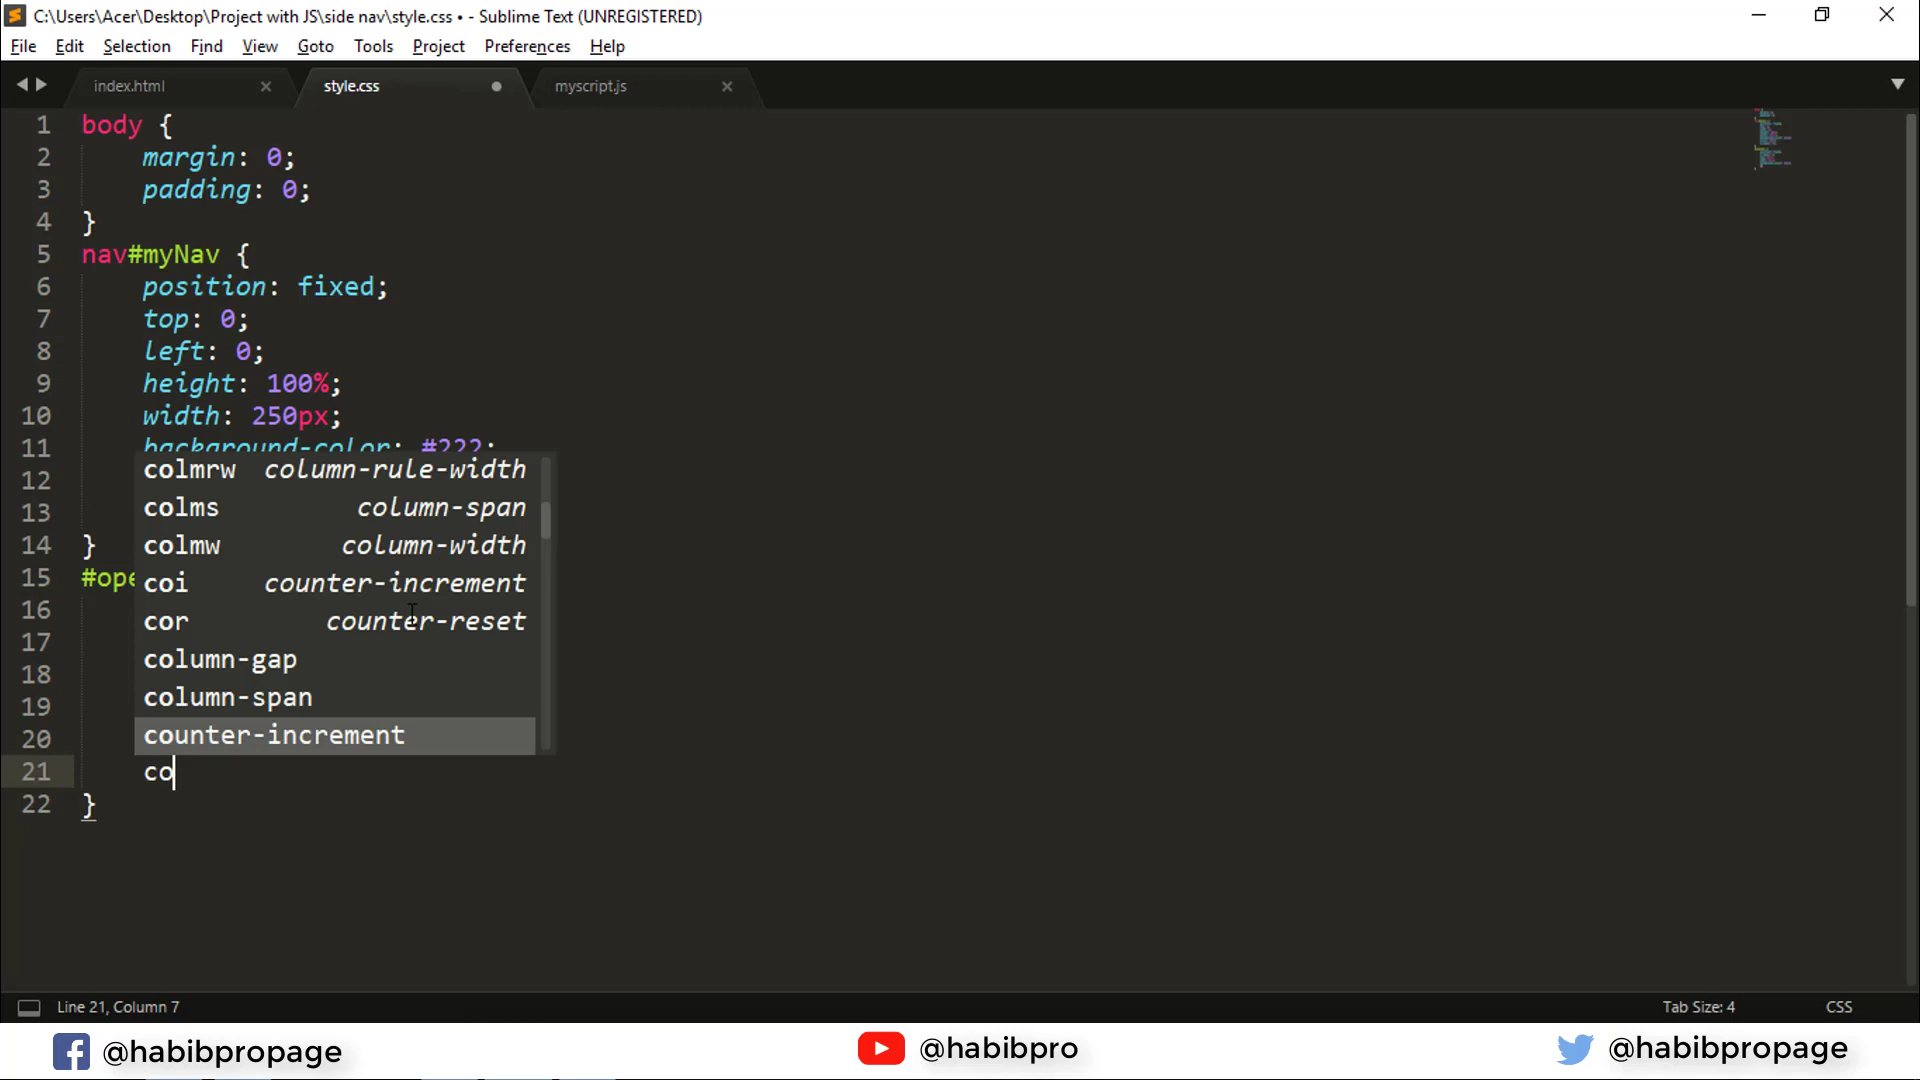 C:\Users\Acer\Desktop\Project with JS\side nav\style.css • - Sublime Text (UNREGISTERED)
File Edit Selection Find View Goto Tools Project Preferences Help
index.html style.css myscript.js
1 body {
2 margin: 0;
3 padding: 0;
4 }
5 nav#myNav {
6 position: fixed;
7 top: 0;
8 left: 0;
9 height: 100%;
10 width: 250px;
11 background-color: #222;
12
13
14 }
15 #ope
16
17
18
19
20
colmrw column-rule-width
colms column-span
colmw column-width
coi counter-increment
cor counter-reset
column-gap
column-span
counter-increment
21 co
22 }
Line 21, Column 7 Tab Size: 4 CSS
@habibpropage @habibpro @habibpropage